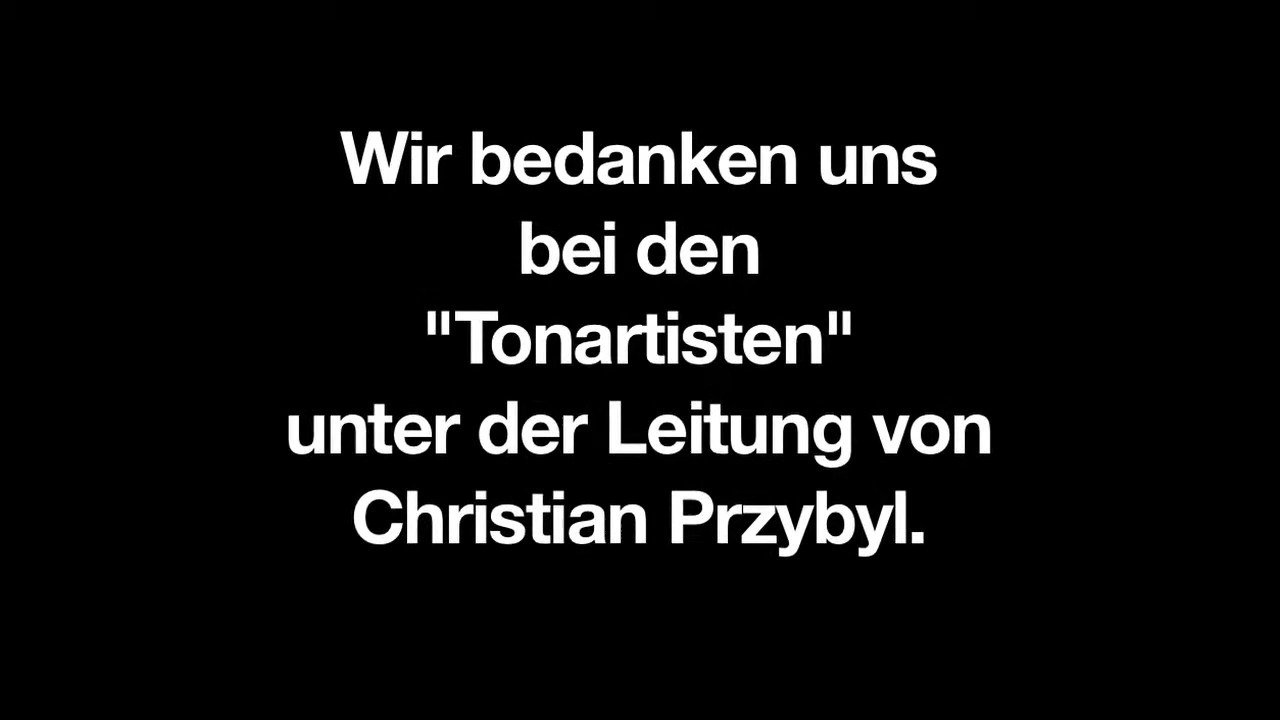 Wir bedanken uns
bei den
"Tonartisten"
unter der Leitung von
Christian Przybyl.